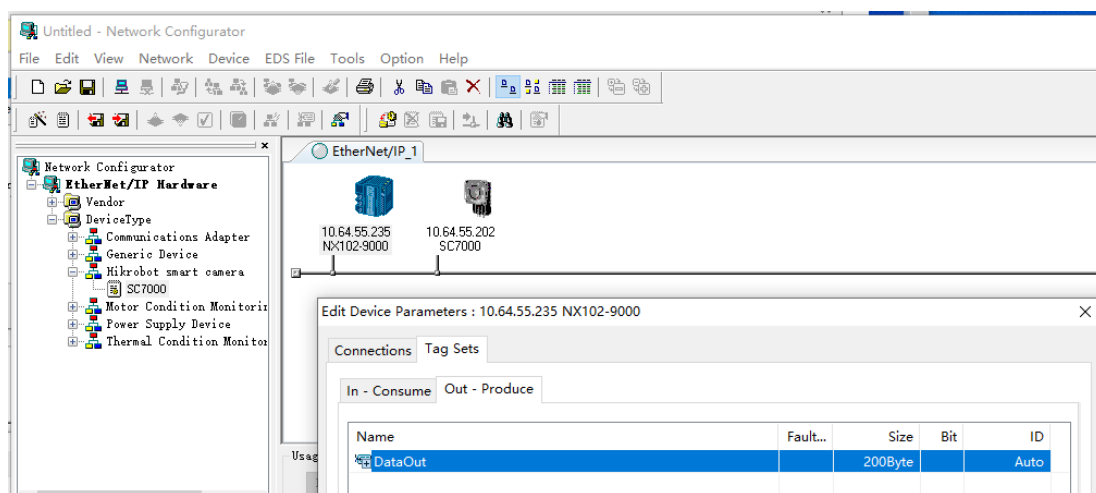 Untitled - Network Configurator
File Edit View Network Device EDS File Tools Option Help
Network Configurator
EtherNet/IP Hardware
Vendor
DeviceType
Communications Adapter
Generic Device
Hikrobot smart camera
SC7000
Motor Condition Monitorin
Power Supply Device
Thermal Condition Monitor
EtherNet/IP_1
10.64.55.235 10.64.55.202
NX102-9000 SC7000
Edit Device Parameters : 10.64.55.235 NX102-9000
Connections Tag Sets
In - Consume Out - Produce
Name Fault... Size Bit ID
DataOut 200Byte Auto
Usag